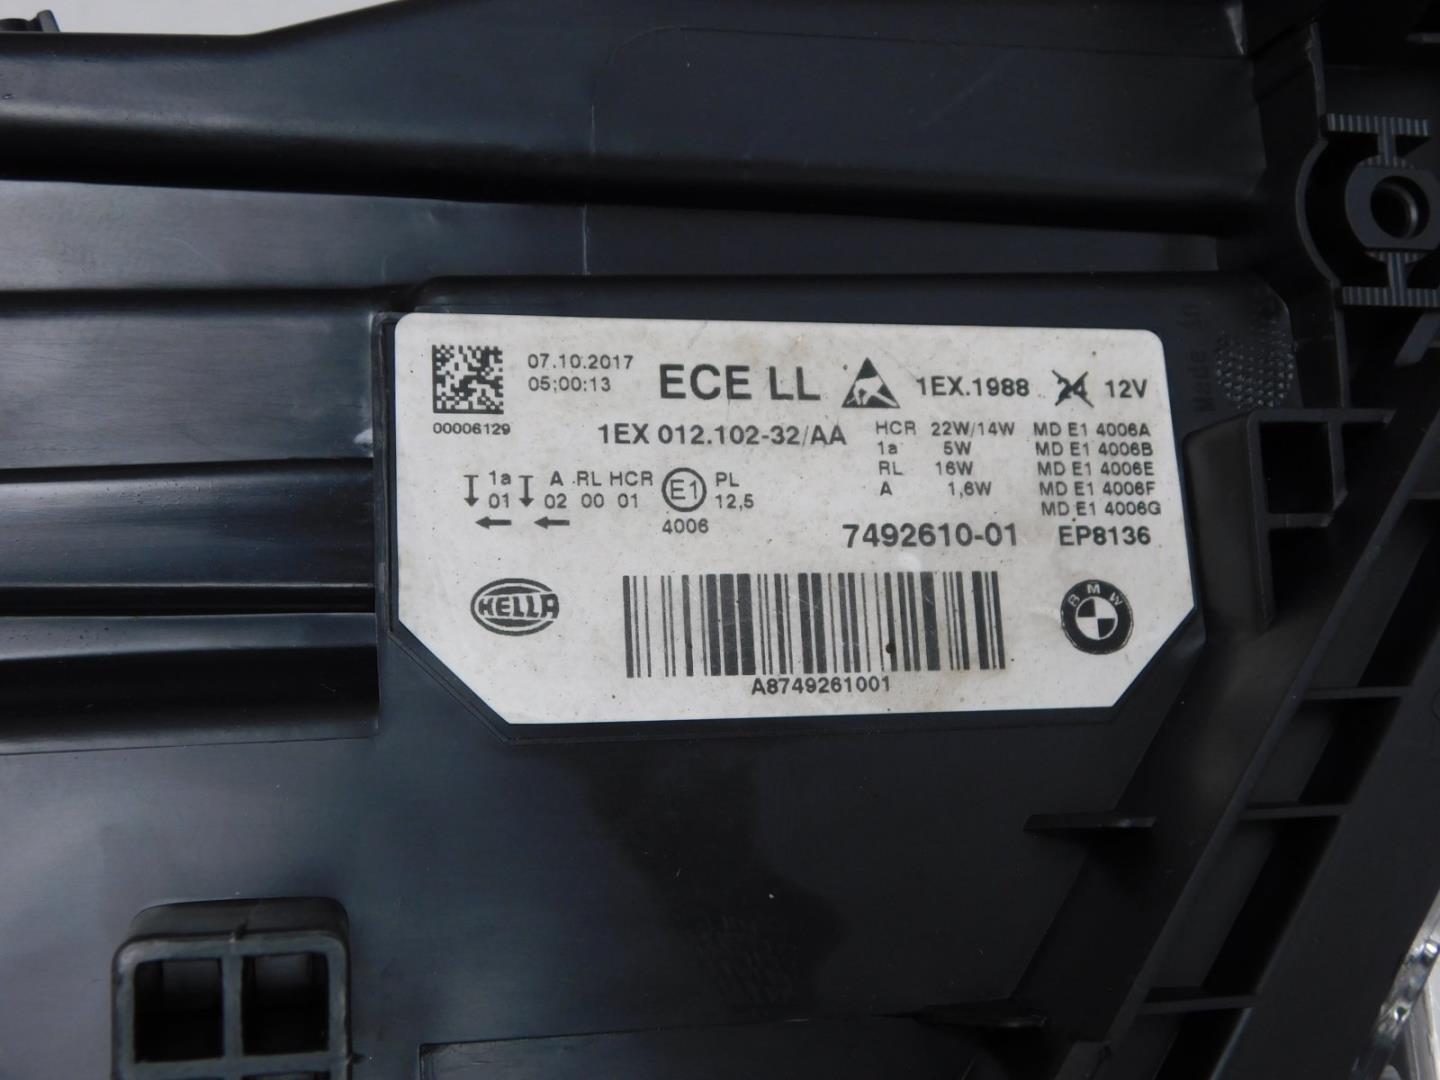 07.10.2017
05;00:13
ECE LL
1EX.1988
24 12V
00006129
1EX 012.102-32/AA
HCR 22W/14W MD E1 4006A
1a 5W MD E1 4006B
RL 16W MD E1 4006E
A 1,6W MD E1 4006F
MD E1 4006G
1a A RL HCR E1 PL
01 02 00 01 12,5
4006
7492610-01 EP8136
HELLA
BMW
A8749261001